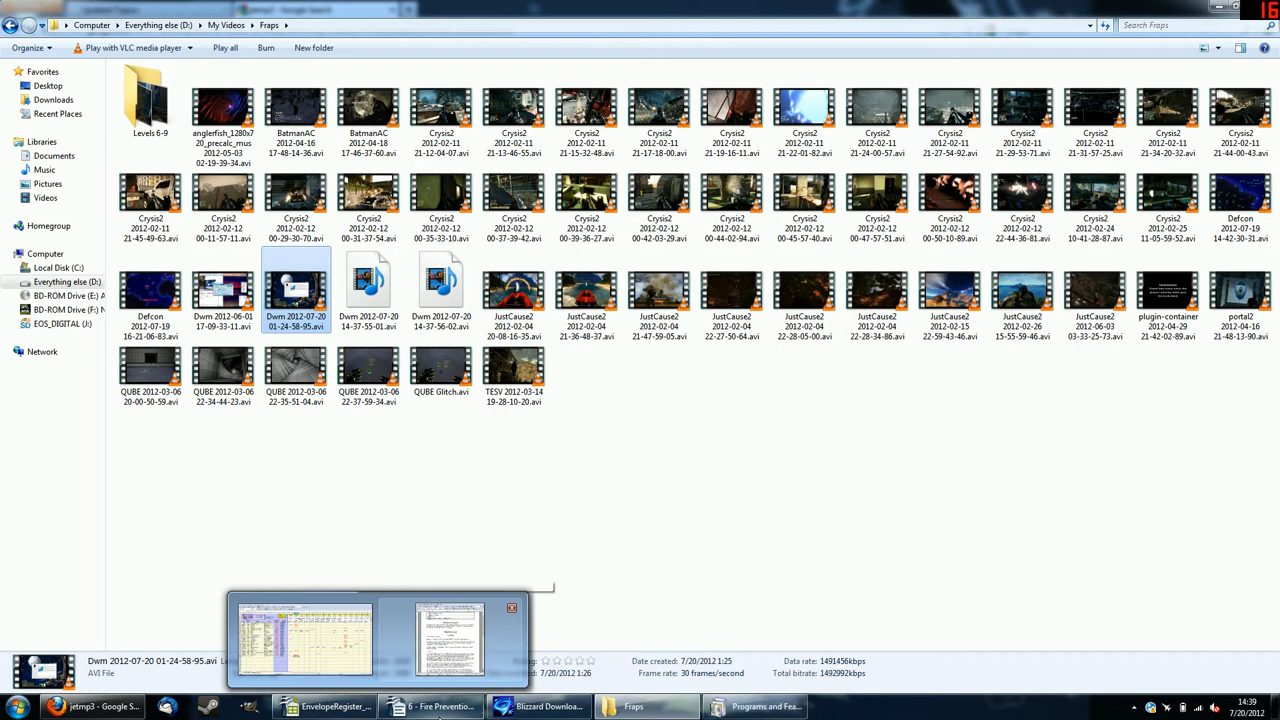 jetmp3 - Google Search
16
Computer ▸ Everything else (D:) ▸ My Videos ▸ Fraps ▸
Search Fraps
Organize ▾ Play with VLC media player ▾ Play all Burn New folder
Favorites
Desktop
Downloads
Recent Places
Libraries
Documents
Music
Pictures
Videos
Homegroup
Computer
Local Disk (C:)
Everything else (D:)
BD-ROM Drive (E:) A
BD-ROM Drive (F:) N
EOS_DIGITAL (J:)
Network
Levels 6-9
anglerfish_1280x7
20_precalc_mus
2012-05-03
02-19-39-34.avi
BatmanAC
2012-04-16
17-48-14-36.avi
BatmanAC
2012-04-18
17-46-37-60.avi
Crysis2
2012-02-11
21-12-04-07.avi
Crysis2
2012-02-11
21-13-46-55.avi
Crysis2
2012-02-11
21-15-32-48.avi
Crysis2
2012-02-11
21-17-18-00.avi
Crysis2
2012-02-11
21-19-16-11.avi
Crysis2
2012-02-11
21-22-01-82.avi
Crysis2
2012-02-11
21-24-00-57.avi
Crysis2
2012-02-11
21-27-54-92.avi
Crysis2
2012-02-11
21-29-53-71.avi
Crysis2
2012-02-11
21-31-57-25.avi
Crysis2
2012-02-11
21-34-20-32.avi
Crysis2
2012-02-11
21-44-00-43.avi
Crysis2
2012-02-11
21-45-49-63.avi
Crysis2
2012-02-12
00-11-57-11.avi
Crysis2
2012-02-12
00-29-30-70.avi
Crysis2
2012-02-12
00-31-37-54.avi
Crysis2
2012-02-12
00-35-33-10.avi
Crysis2
2012-02-12
00-37-39-42.avi
Crysis2
2012-02-12
00-39-36-27.avi
Crysis2
2012-02-12
00-42-03-29.avi
Crysis2
2012-02-12
00-44-02-94.avi
Crysis2
2012-02-12
00-45-57-40.avi
Crysis2
2012-02-12
00-47-57-51.avi
Crysis2
2012-02-12
00-50-10-89.avi
Crysis2
2012-02-12
22-44-36-81.avi
Crysis2
2012-02-24
10-41-28-87.avi
Crysis2
2012-02-25
11-05-59-52.avi
Defcon
2012-07-19
14-42-30-31.avi
Defcon
2012-07-19
16-21-06-83.avi
Dwm 2012-06-01
17-09-33-11.avi
Dwm 2012-07-20
01-24-58-95.avi
Dwm 2012-07-20
14-37-55-01.avi
Dwm 2012-07-20
14-37-56-02.avi
JustCause2
2012-02-04
20-08-16-35.avi
JustCause2
2012-02-04
21-36-48-37.avi
JustCause2
2012-02-04
21-47-59-05.avi
JustCause2
2012-02-04
22-27-50-64.avi
JustCause2
2012-02-04
22-28-05-00.avi
JustCause2
2012-02-04
22-28-34-86.avi
JustCause2
2012-02-15
22-59-43-46.avi
JustCause2
2012-02-26
15-55-59-46.avi
JustCause2
2012-06-03
03-33-25-73.avi
plugin-container
2012-04-29
21-42-02-89.avi
portal2
2012-04-16
21-48-13-90.avi
QUBE 2012-03-06
20-00-50-59.avi
QUBE 2012-03-06
22-34-44-23.avi
QUBE 2012-03-06
22-35-51-04.avi
QUBE 2012-03-06
22-37-59-34.avi
QUBE Glitch.avi
TESV 2012-03-14
19-28-10-20.avi
Dwm 2012-07-20 01-
AVI File
Date created: 7/20/2012 1:25
Data rate: 1491456kbps
7/20/2012 1:26
Frame rate: 30 frames/second
Total bitrate: 1492992kbps
jetmp3 - Google S...
EnvelopeRegister_...
6 - Fire Preventio...
Blizzard Downloa...
Fraps
Programs and Fea...
14:39
7/20/2012